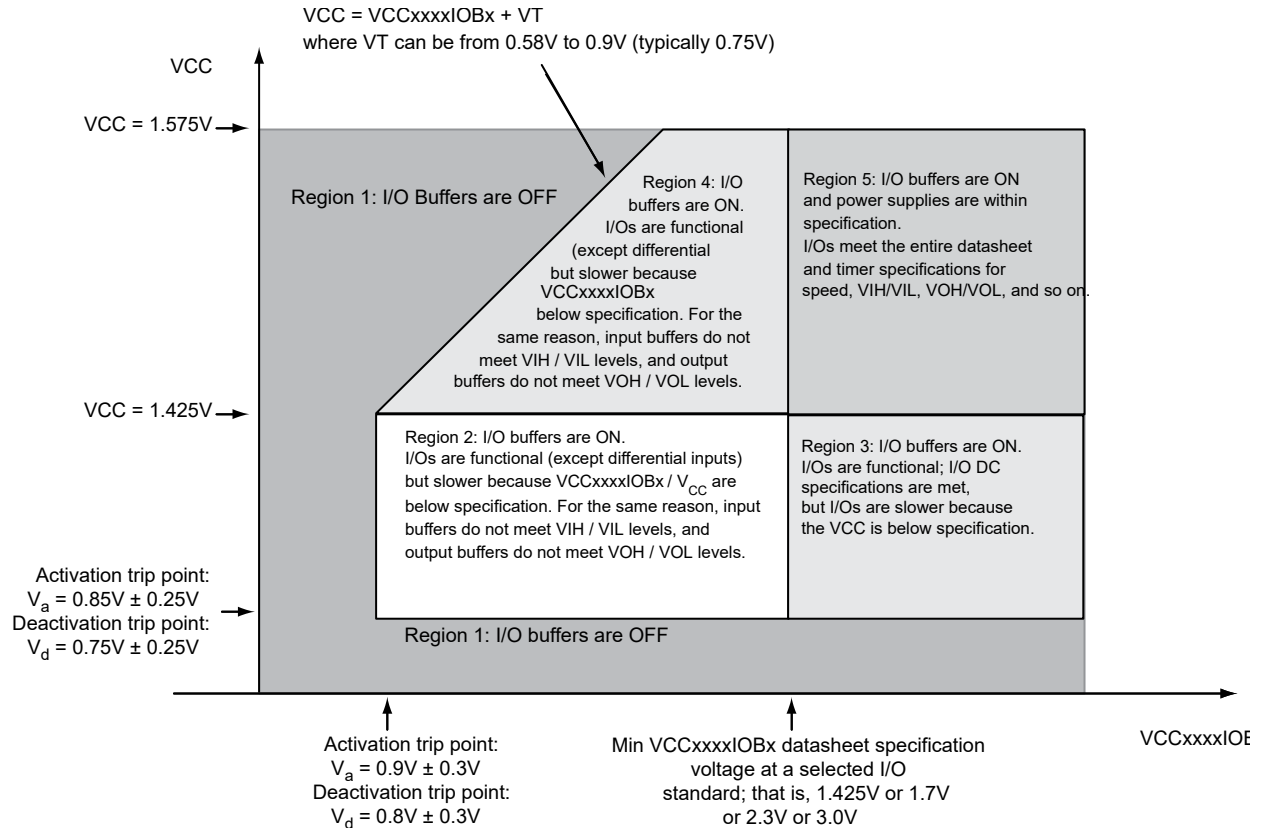 VCC = VCCxxxxIOBx + VT
where VT can be from 0.58V to 0.9V (typically 0.75V)
VCC
VCC = 1.575V
Region 1: I/O Buffers are OFF
Region 4: I/O
buffers are ON.
I/Os are functional
(except differential
but slower because
VCCxxxxIOBx
below specification. For the
same reason, input buffers do not
meet VIH / VIL levels, and output
buffers do not meet VOH / VOL levels.
Region 5: I/O buffers are ON
and power supplies are within
specification.
I/Os meet the entire datasheet
and timer specifications for
speed, VIH/VIL, VOH/VOL, and so on.
VCC = 1.425V
Region 2: I/O buffers are ON.
I/Os are functional (except differential inputs)
but slower because VCCxxxxIOBx / VCC are
below specification. For the same reason, input
buffers do not meet VIH / VIL levels, and
output buffers do not meet VOH / VOL levels.
Region 3: I/O buffers are ON.
I/Os are functional; I/O DC
specifications are met,
but I/Os are slower because
the VCC is below specification.
Activation trip point:
Va = 0.85V ± 0.25V
Deactivation trip point:
Vd = 0.75V ± 0.25V
Region 1: I/O buffers are OFF
Activation trip point:
Va = 0.9V ± 0.3V
Deactivation trip point:
Vd = 0.8V ± 0.3V
Min VCCxxxxIOBx datasheet specification
voltage at a selected I/O
standard; that is, 1.425V or 1.7V
or 2.3V or 3.0V